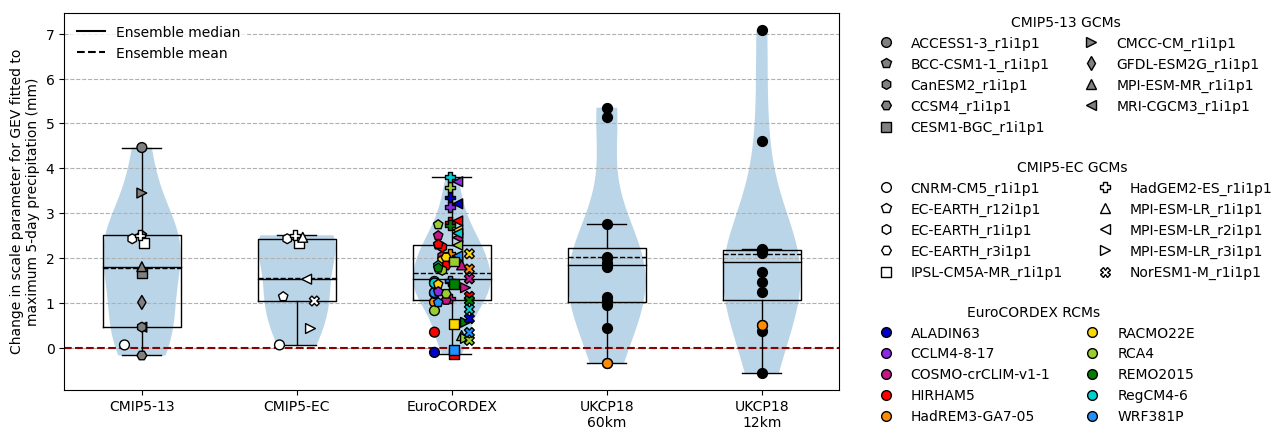 Change in scale parameter for GEV fitted to
maximum 5-day precipitation (mm)
7
6
5
4
3
2
1
0
Ensemble median
Ensemble mean
CMIP5-13
CMIP5-EC
EuroCORDEX
UKCP18
60km
UKCP18
12km
CMIP5-13 GCMs
ACCESS1-3_r1i1p1
BCC-CSM1-1_r1i1p1
CanESM2_r1i1p1
CCSM4_r1i1p1
CESM1-BGC_r1i1p1
CMCC-CM_r1i1p1
GFDL-ESM2G_r1i1p1
MPI-ESM-MR_r1i1p1
MRI-CGCM3_r1i1p1
CMIP5-EC GCMs
CNRM-CM5_r1i1p1
EC-EARTH_r12i1p1
EC-EARTH_r1i1p1
EC-EARTH_r3i1p1
IPSL-CM5A-MR_r1i1p1
HadGEM2-ES_r1i1p1
MPI-ESM-LR_r1i1p1
MPI-ESM-LR_r2i1p1
MPI-ESM-LR_r3i1p1
NorESM1-M_r1i1p1
EuroCORDEX RCMs
ALADIN63
CCLM4-8-17
COSMO-crCLIM-v1-1
HIRHAM5
HadREM3-GA7-05
RACMO22E
RCA4
REMO2015
RegCM4-6
WRF381P